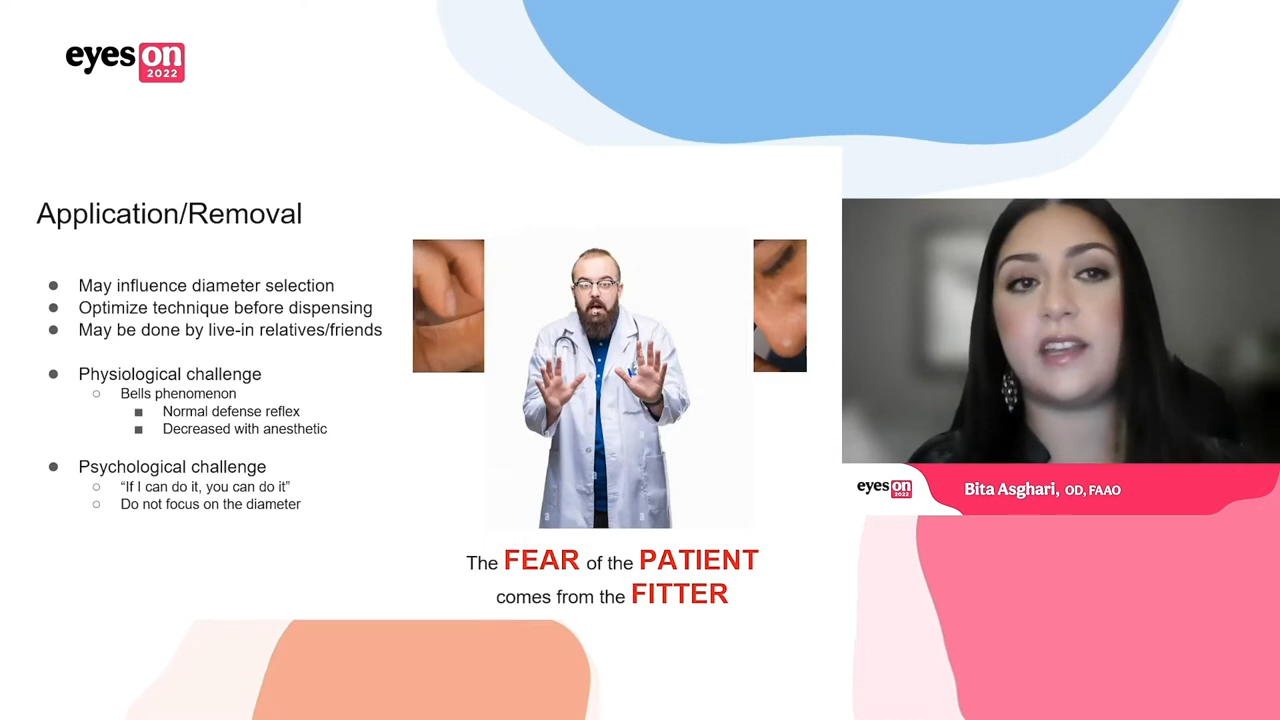 eyes on
2022
Application/Removal
May influence diameter selection
Optimize technique before dispensing
May be done by live-in relatives/friends
Physiological challenge
Bells phenomenon
Normal defense reflex
Decreased with anesthetic
Psychological challenge
“If I can do it, you can do it”
Do not focus on the diameter
The FEAR of the PATIENT
comes from the FITTER
eyes on
2022
Bita Asghari, OD, FAAO